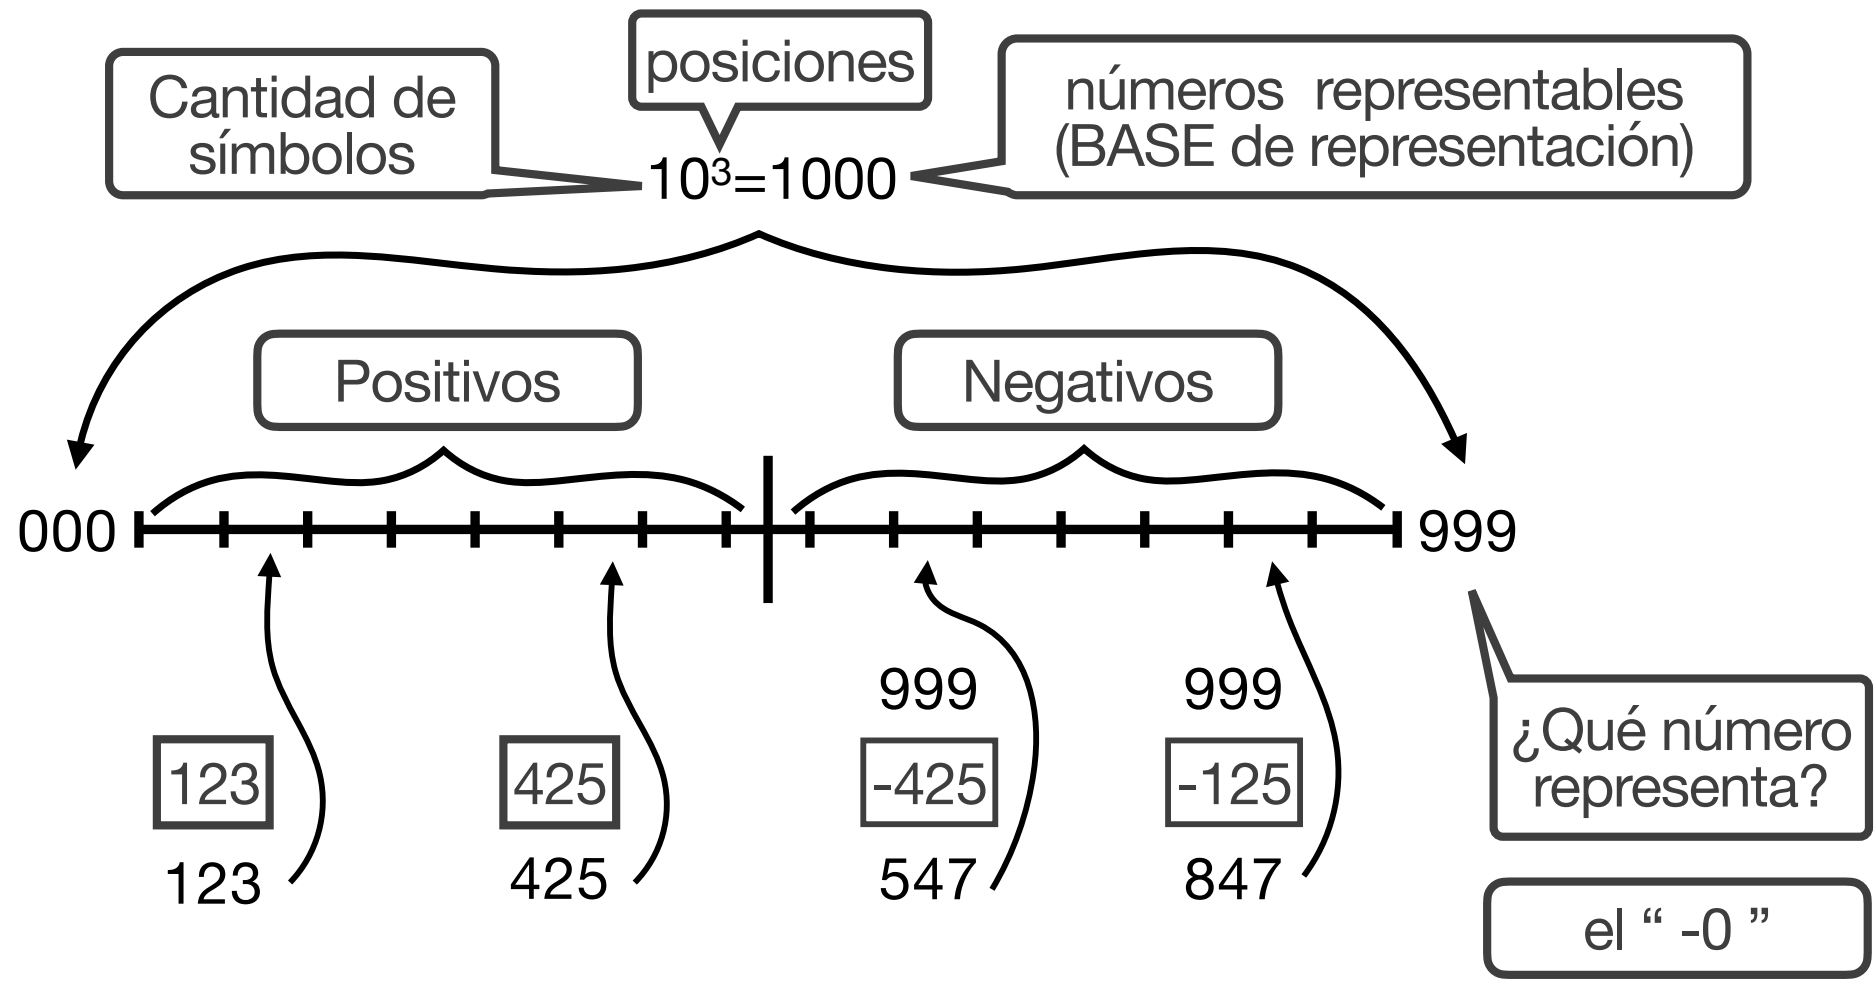 posiciones
Cantidad de
símbolos
números representables
(BASE de representación)
10³=1000
Positivos
Negativos
000
999
999
999
123
425
-425
-125
123
425
547
847
¿Qué número
representa?
el “ -0 ”